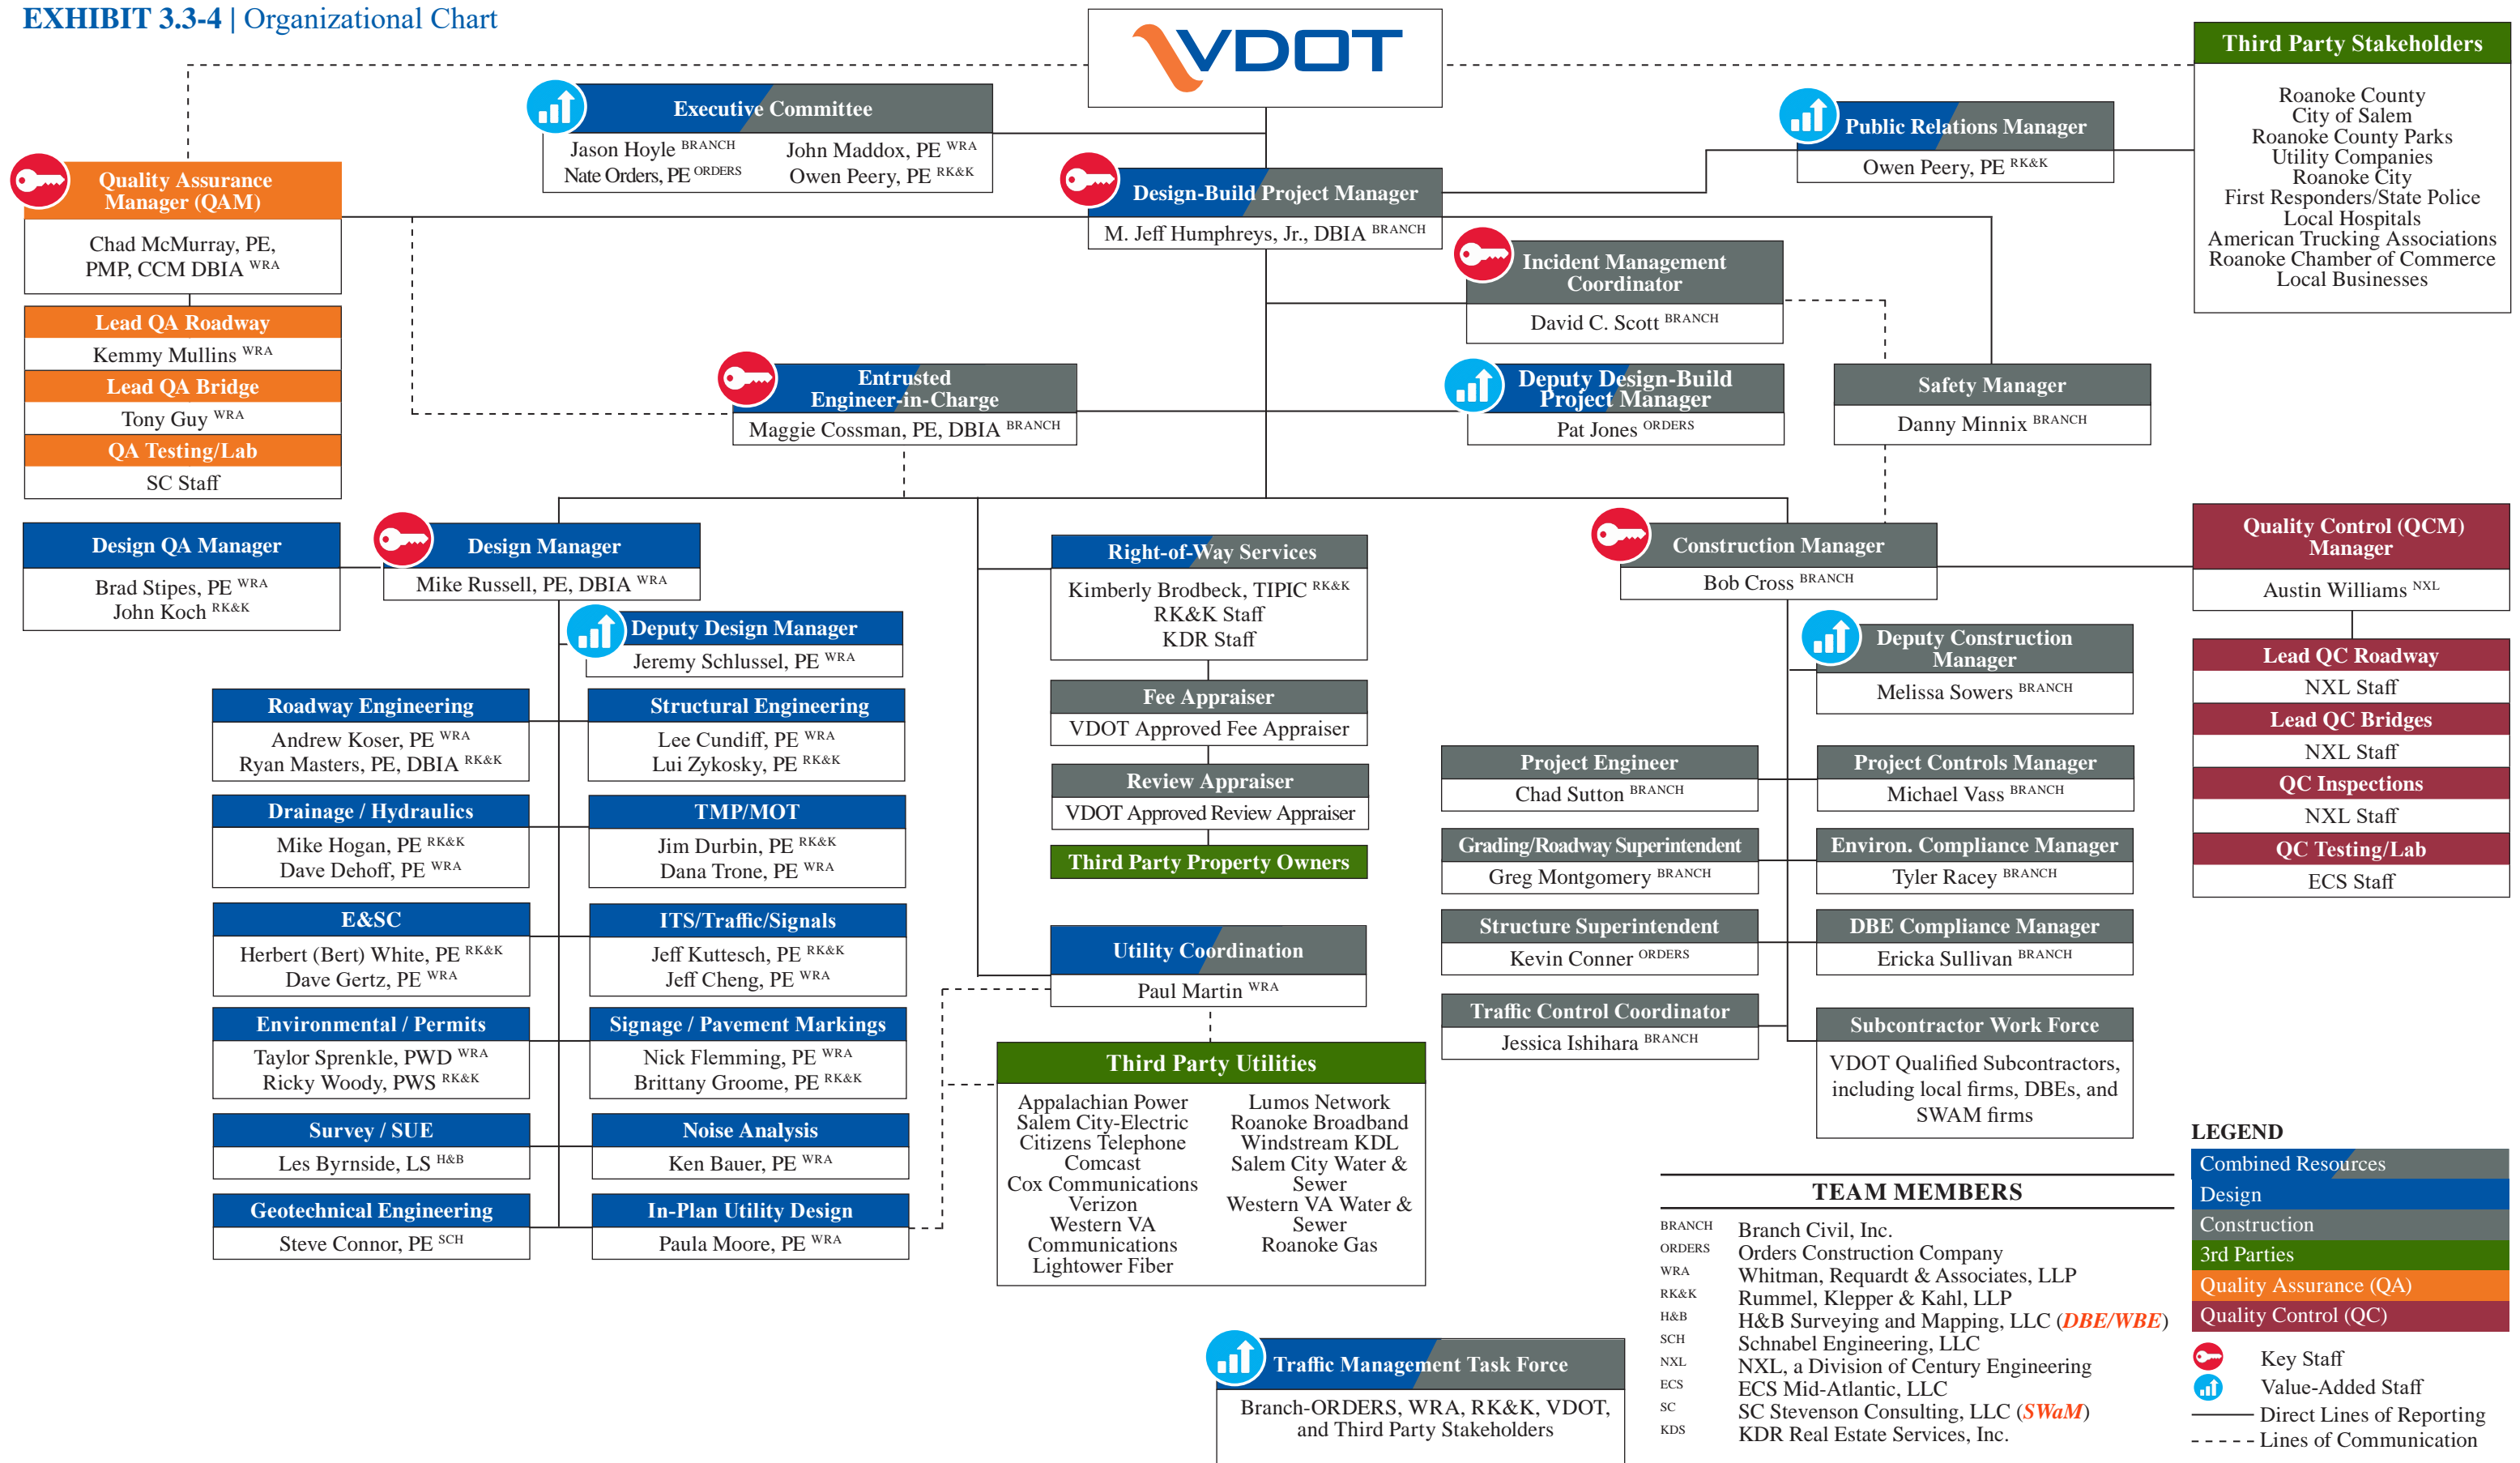 EXHIBIT 3.3-4 | Organizational Chart
VDOT
Third Party Stakeholders
Roanoke County
City of Salem
Roanoke County Parks
Utility Companies
Roanoke City
First Responders/State Police
Local Hospitals
American Trucking Associations
Roanoke Chamber of Commerce
Local Businesses
Executive Committee
Jason Hoyle BRANCH
Nate Orders, PE ORDERS
John Maddox, PE WRA
Owen Peery, PE RK&K
Public Relations Manager
Owen Peery, PE RK&K
Quality Assurance
Manager (QAM)
Chad McMurray, PE,
PMP, CCM DBIA WRA
Lead QA Roadway
Kemmy Mullins WRA
Lead QA Bridge
Tony Guy WRA
QA Testing/Lab
SC Staff
Design-Build Project Manager
M. Jeff Humphreys, Jr., DBIA BRANCH
Incident Management
Coordinator
David C. Scott BRANCH
Entrusted
Engineer-in-Charge
Maggie Cossman, PE, DBIA BRANCH
Deputy Design-Build
Project Manager
Pat Jones ORDERS
Safety Manager
Danny Minnix BRANCH
Design QA Manager
Brad Stipes, PE WRA
John Koch RK&K
Design Manager
Mike Russell, PE, DBIA WRA
Deputy Design Manager
Jeremy Schlussel, PE WRA
Roadway Engineering
Andrew Koser, PE WRA
Ryan Masters, PE, DBIA RK&K
Structural Engineering
Lee Cundiff, PE WRA
Lui Zykosky, PE RK&K
Drainage / Hydraulics
Mike Hogan, PE RK&K
Dave Dehoff, PE WRA
TMP/MOT
Jim Durbin, PE RK&K
Dana Trone, PE WRA
E&SC
Herbert (Bert) White, PE RK&K
Dave Gertz, PE WRA
ITS/Traffic/Signals
Jeff Kuttesch, PE RK&K
Jeff Cheng, PE WRA
Environmental / Permits
Taylor Sprenkle, PWD WRA
Ricky Woody, PWS RK&K
Signage / Pavement Markings
Nick Flemming, PE WRA
Brittany Groome, PE RK&K
Survey / SUE
Les Byrnside, LS H&B
Noise Analysis
Ken Bauer, PE WRA
Geotechnical Engineering
Steve Connor, PE SCH
In-Plan Utility Design
Paula Moore, PE WRA
Right-of-Way Services
Kimberly Brodbeck, TIPIC RK&K
RK&K Staff
KDR Staff
Fee Appraiser
VDOT Approved Fee Appraiser
Review Appraiser
VDOT Approved Review Appraiser
Third Party Property Owners
Utility Coordination
Paul Martin WRA
Third Party Utilities
Appalachian Power
Salem City-Electric
Citizens Telephone
Comcast
Cox Communications
Verizon
Western VA
Communications
Lightower Fiber
Lumos Network
Roanoke Broadband
Windstream KDL
Salem City Water &
Sewer
Western VA Water &
Sewer
Roanoke Gas
Traffic Management Task Force
Branch-ORDERS, WRA, RK&K, VDOT,
and Third Party Stakeholders
Construction Manager
Bob Cross BRANCH
Deputy Construction
Manager
Melissa Sowers BRANCH
Project Engineer
Chad Sutton BRANCH
Project Controls Manager
Michael Vass BRANCH
Grading/Roadway Superintendent
Greg Montgomery BRANCH
Environ. Compliance Manager
Tyler Racey BRANCH
Structure Superintendent
Kevin Conner ORDERS
DBE Compliance Manager
Ericka Sullivan BRANCH
Traffic Control Coordinator
Jessica Ishihara BRANCH
Subcontractor Work Force
VDOT Qualified Subcontractors,
including local firms, DBEs, and
SWAM firms
Quality Control (QCM)
Manager
Austin Williams NXL
Lead QC Roadway
NXL Staff
Lead QC Bridges
NXL Staff
QC Inspections
NXL Staff
QC Testing/Lab
ECS Staff
TEAM MEMBERS
BRANCH Branch Civil, Inc.
ORDERS Orders Construction Company
WRA Whitman, Requardt & Associates, LLP
RK&K Rummel, Klepper & Kahl, LLP
H&B H&B Surveying and Mapping, LLC (DBE/WBE)
SCH Schnabel Engineering, LLC
NXL NXL, a Division of Century Engineering
ECS ECS Mid-Atlantic, LLC
SC SC Stevenson Consulting, LLC (SWaM)
KDS KDR Real Estate Services, Inc.
LEGEND
Combined Resources
Design
Construction
3rd Parties
Quality Assurance (QA)
Quality Control (QC)
Key Staff
Value-Added Staff
Direct Lines of Reporting
Lines of Communication